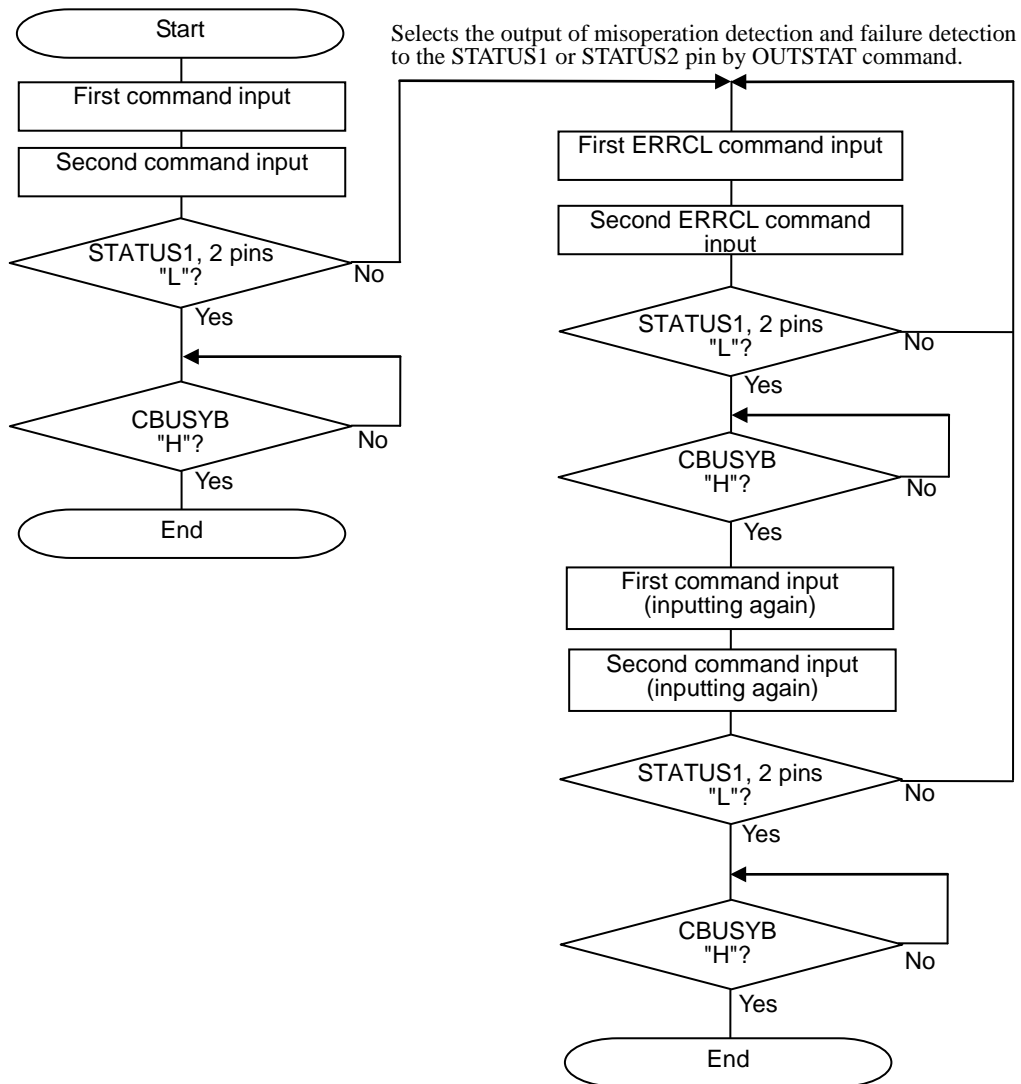 Start
First command input
Second command input
STATUS1, 2 pins
"L"?
No
Yes
CBUSYB
"H"?
No
Yes
End
Selects the output of misoperation detection and failure detection
to the STATUS1 or STATUS2 pin by OUTSTAT command.
First ERRCL command input
Second ERRCL command
input
STATUS1, 2 pins
"L"?
No
Yes
CBUSYB
"H"?
No
Yes
First command input
(inputting again)
Second command input
(inputting again)
STATUS1, 2 pins
"L"?
No
Yes
CBUSYB
"H"?
No
Yes
End